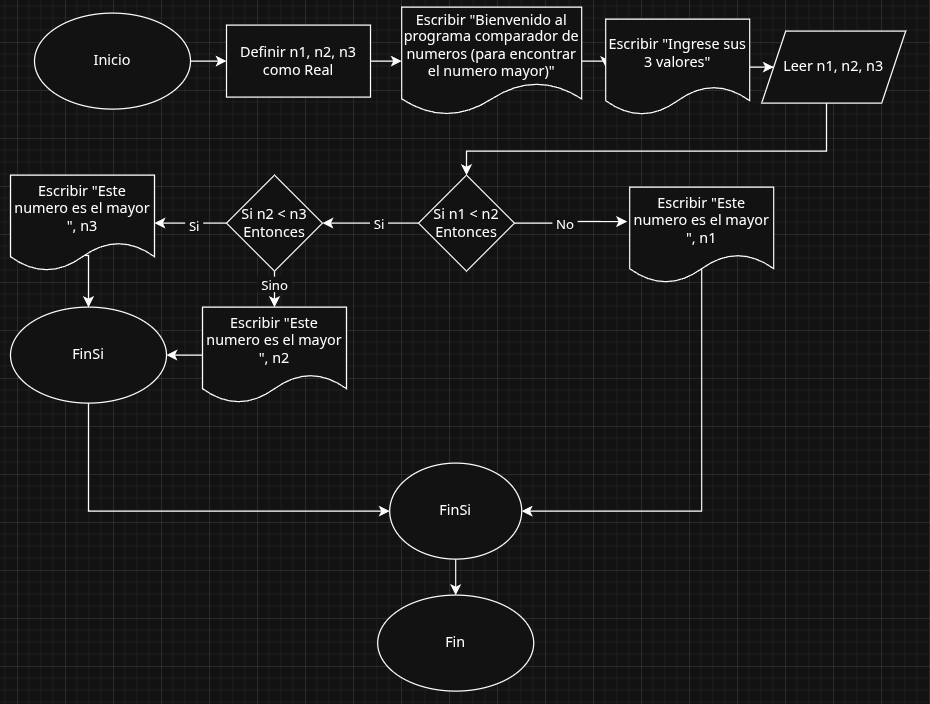 Inicio
Definir n1, n2, n3
como Real
Escribir "Bienvenido al
programa comparador de
numeros (para encontrar
el numero mayor)"
Escribir "Ingrese sus
3 valores"
Leer n1, n2, n3
Escribir "Este
numero es el mayor
", n3
Si
Si n2 < n3
Entonces
Si
Si n1 < n2
Entonces
No
Escribir "Este
numero es el mayor
", n1
Sino
Escribir "Este
numero es el mayor
", n2
FinSi
FinSi
Fin